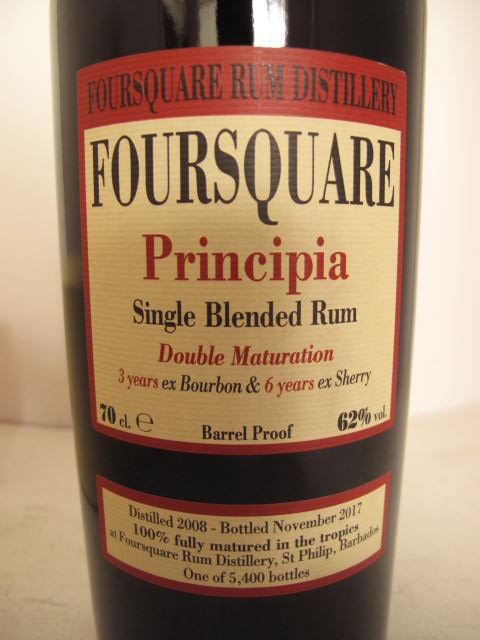 FOURSQUARE RUM DISTILLERY
FOURSQUARE
Principia
Single Blended Rum
Double Maturation
3 years ex Bourbon & 6 years ex Sherry
70 cl. ℮ Barrel Proof 62% vol.
Distilled 2008 - Bottled November 2017
100% fully matured in the tropics
at Foursquare Rum Distillery, St Philip, Barbados
One of 5,400 bottles